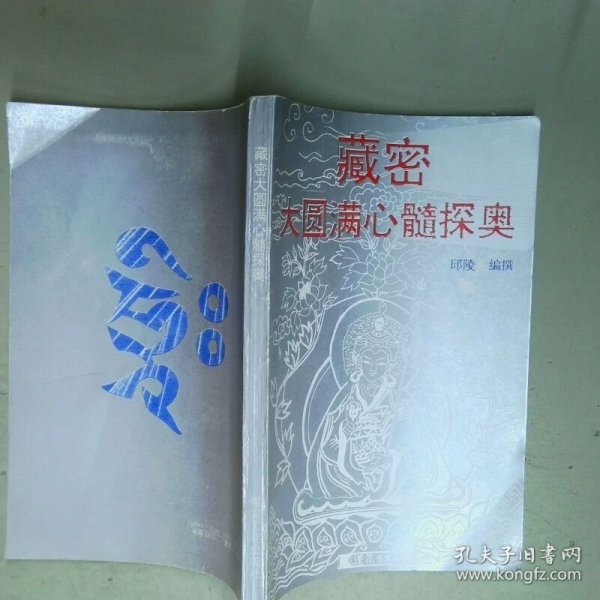 藏密
大圆满心髓探奥
邱陵 编撰
藏密大圆满心髓探奥
孔夫子旧书网
www.kongfz.com